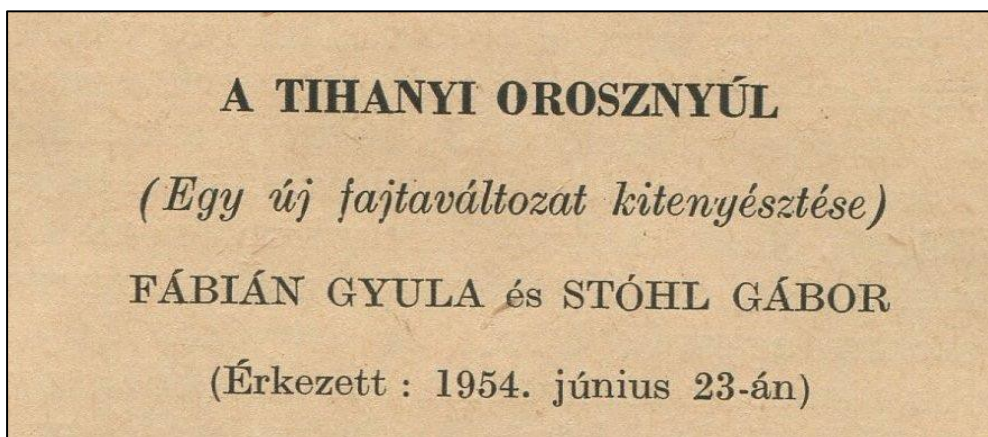 A TIHANYI OROSZNYÚL
(Egy új fajtaváltozat kitenyésztése)
FÁBIÁN GYULA és STÓHL GÁBOR
(Érkezett : 1954. június 23-án)